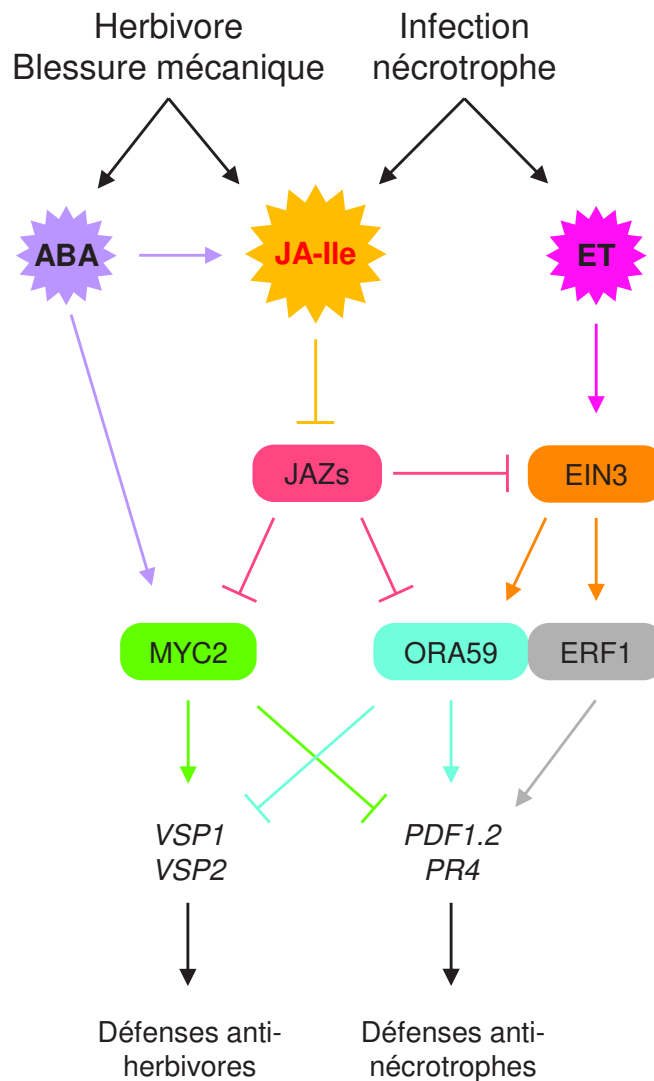 Herbivore
Blessure mécanique
Infection
nécrotrophe
ABA
JA-Ile
ET
JAZs
EIN3
MYC2
ORA59
ERF1
VSP1
VSP2
PDF1.2
PR4
Défenses anti-
herbivores
Défenses anti-
nécrotrophes